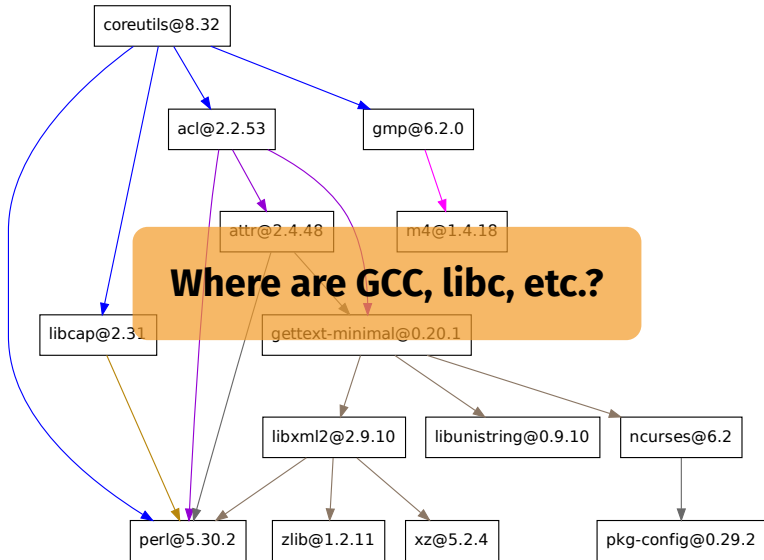 coreutils@8.32
acl@2.2.53
gmp@6.2.0
attr@2.4.48
m4@1.4.18
Where are GCC, libc, etc.?
libcap@2.31
gettext-minimal@0.20.1
libxml2@2.9.10
libunistring@0.9.10
ncurses@6.2
perl@5.30.2
zlib@1.2.11
xz@5.2.4
pkg-config@0.29.2